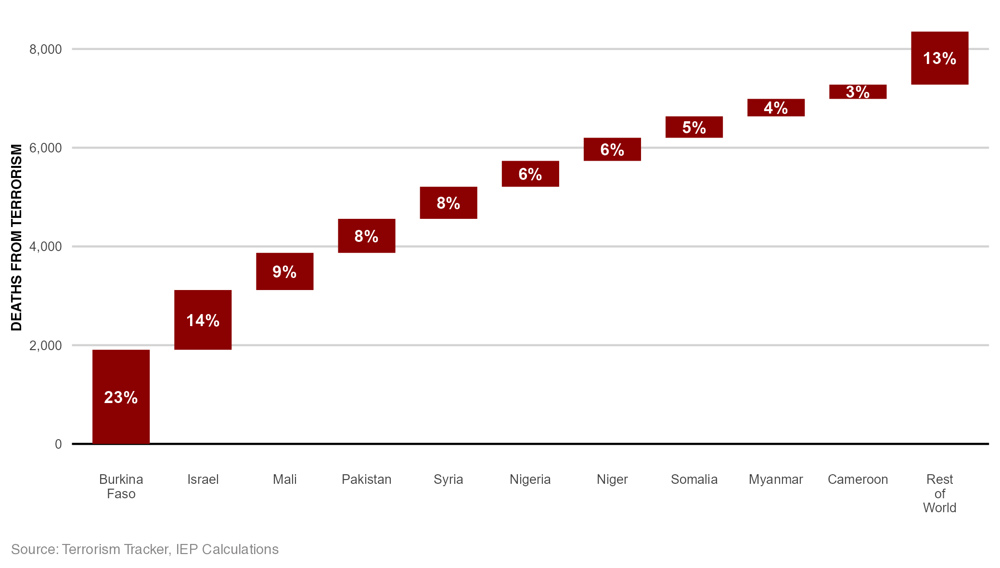 8,000
6,000
4,000
2,000
0
DEATHS FROM TERRORISM
23%
14%
9%
8%
8%
6%
6%
5%
4%
3%
13%
Burkina
Faso
Israel
Mali
Pakistan
Syria
Nigeria
Niger
Somalia
Myanmar
Cameroon
Rest
of
World
Source: Terrorism Tracker, IEP Calculations